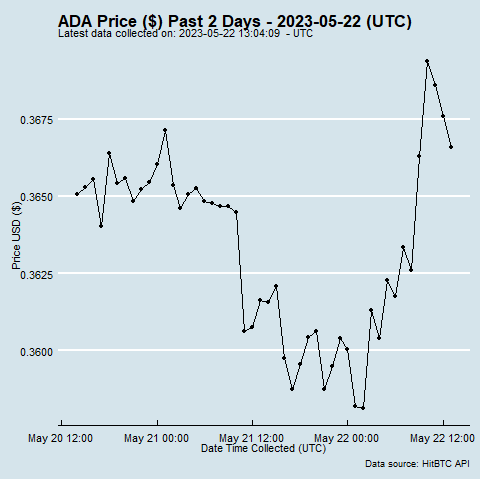 ADA Price ($) Past 2 Days - 2023-05-22 (UTC)
Latest data collected on: 2023-05-22 13:04:09 - UTC
0.3675
0.3650
0.3625
0.3600
Price USD ($)
May 20 12:00 May 21 00:00 May 21 12:00 May 22 00:00 May 22 12:00
Date Time Collected (UTC)
Data source: HitBTC API